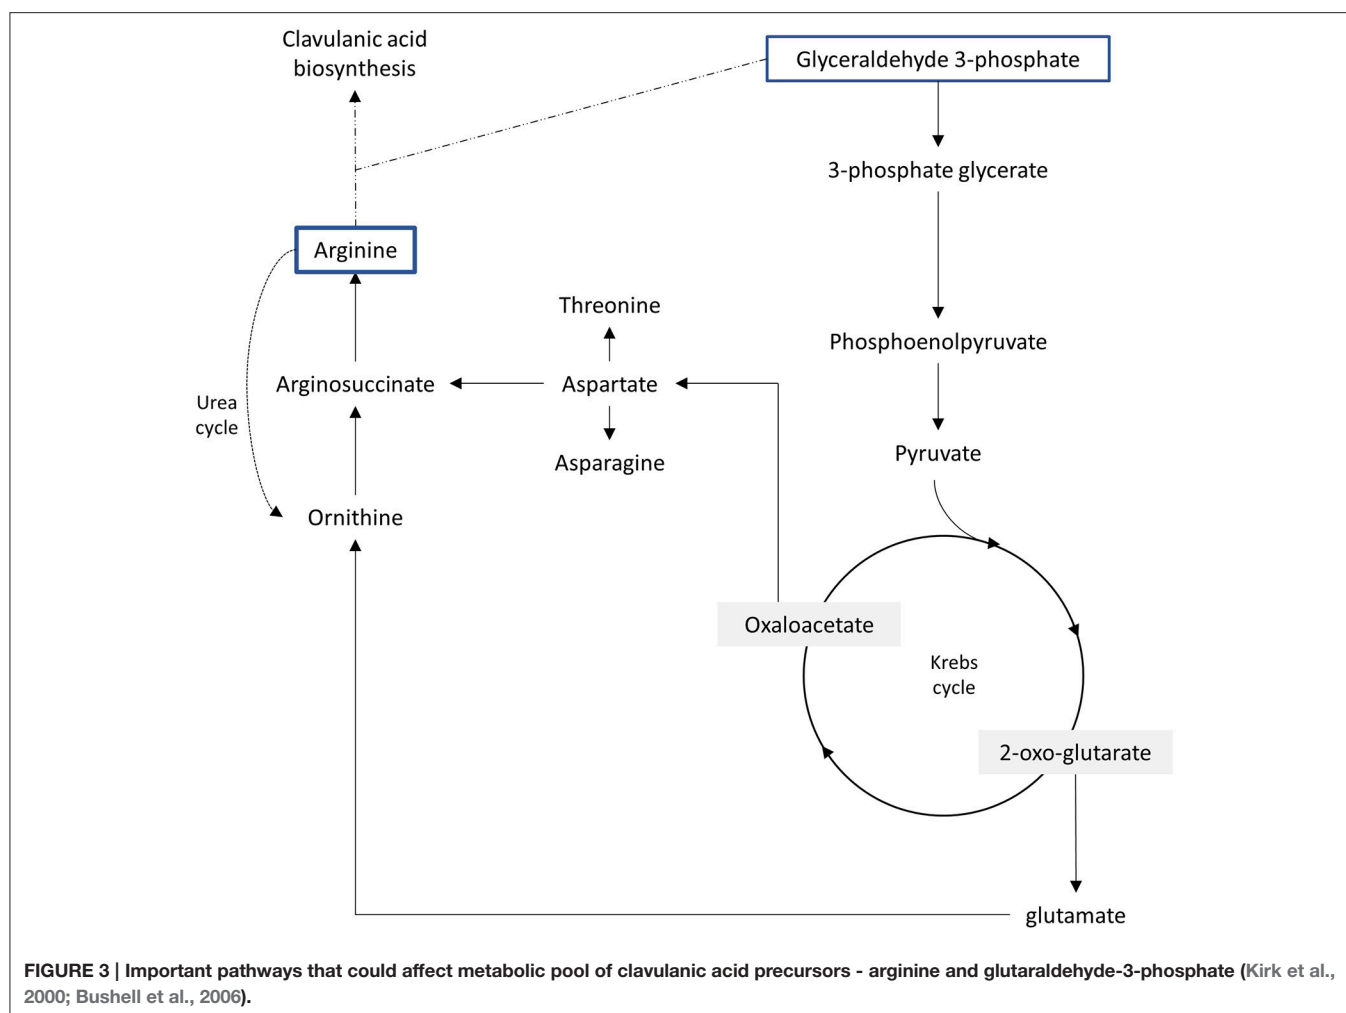 Clavulanic acid
biosynthesis
Glyceraldehyde 3-phosphate
3-phosphate glycerate
Arginine
Threonine
Phosphoenolpyruvate
Arginosuccinate
Aspartate
Urea
cycle
Asparagine
Pyruvate
Ornithine
Oxaloacetate
Krebs
cycle
2-oxo-glutarate
glutamate
FIGURE 3 | Important pathways that could affect metabolic pool of clavulanic acid precursors - arginine and glutaraldehyde-3-phosphate (Kirk et al.,
2000; Bushell et al., 2006).